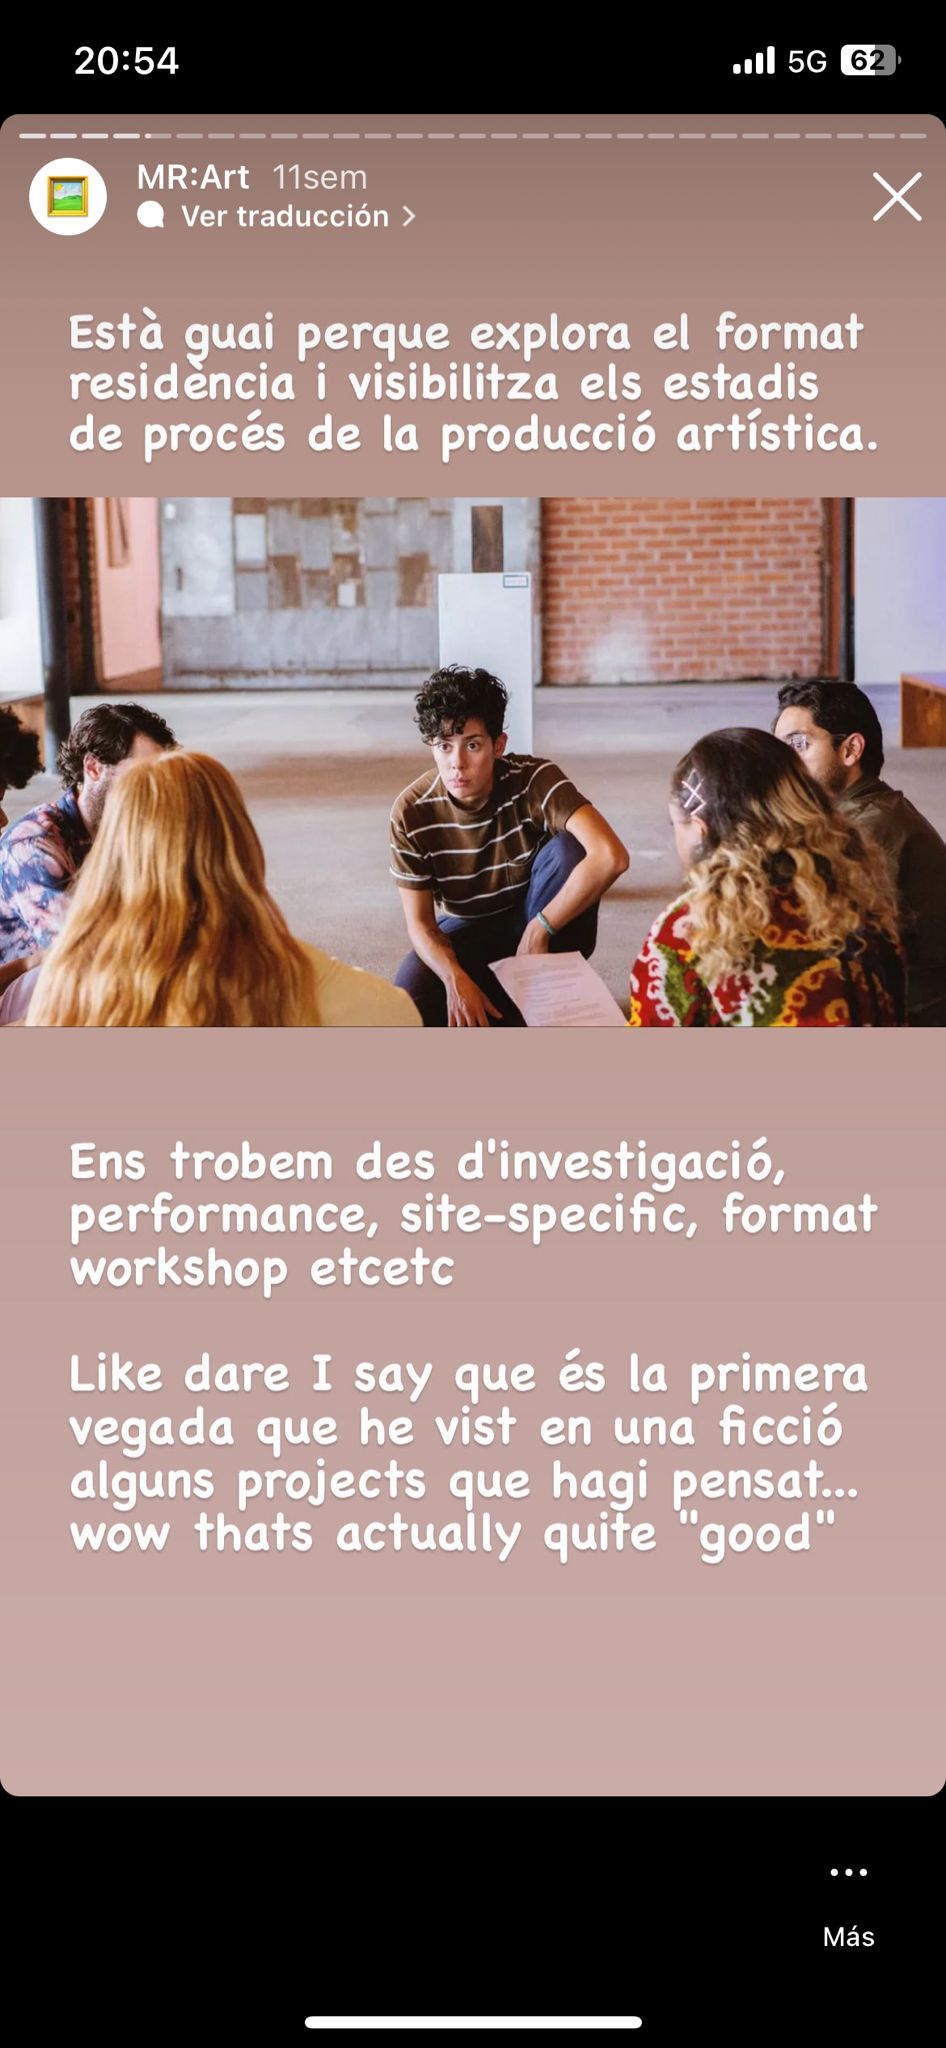 20:54
5G
62
MR:Art 11sem
Ver traducción >
Està guai perque explora el format
residència i visibilitza els estadis
de procés de la producció artística.
Ens trobem des d'investigació,
performance, site-specific, format
workshop etcetc
Like dare I say que és la primera
vegada que he vist en una ficció
alguns projects que hagi pensat...
wow thats actually quite "good"
Más